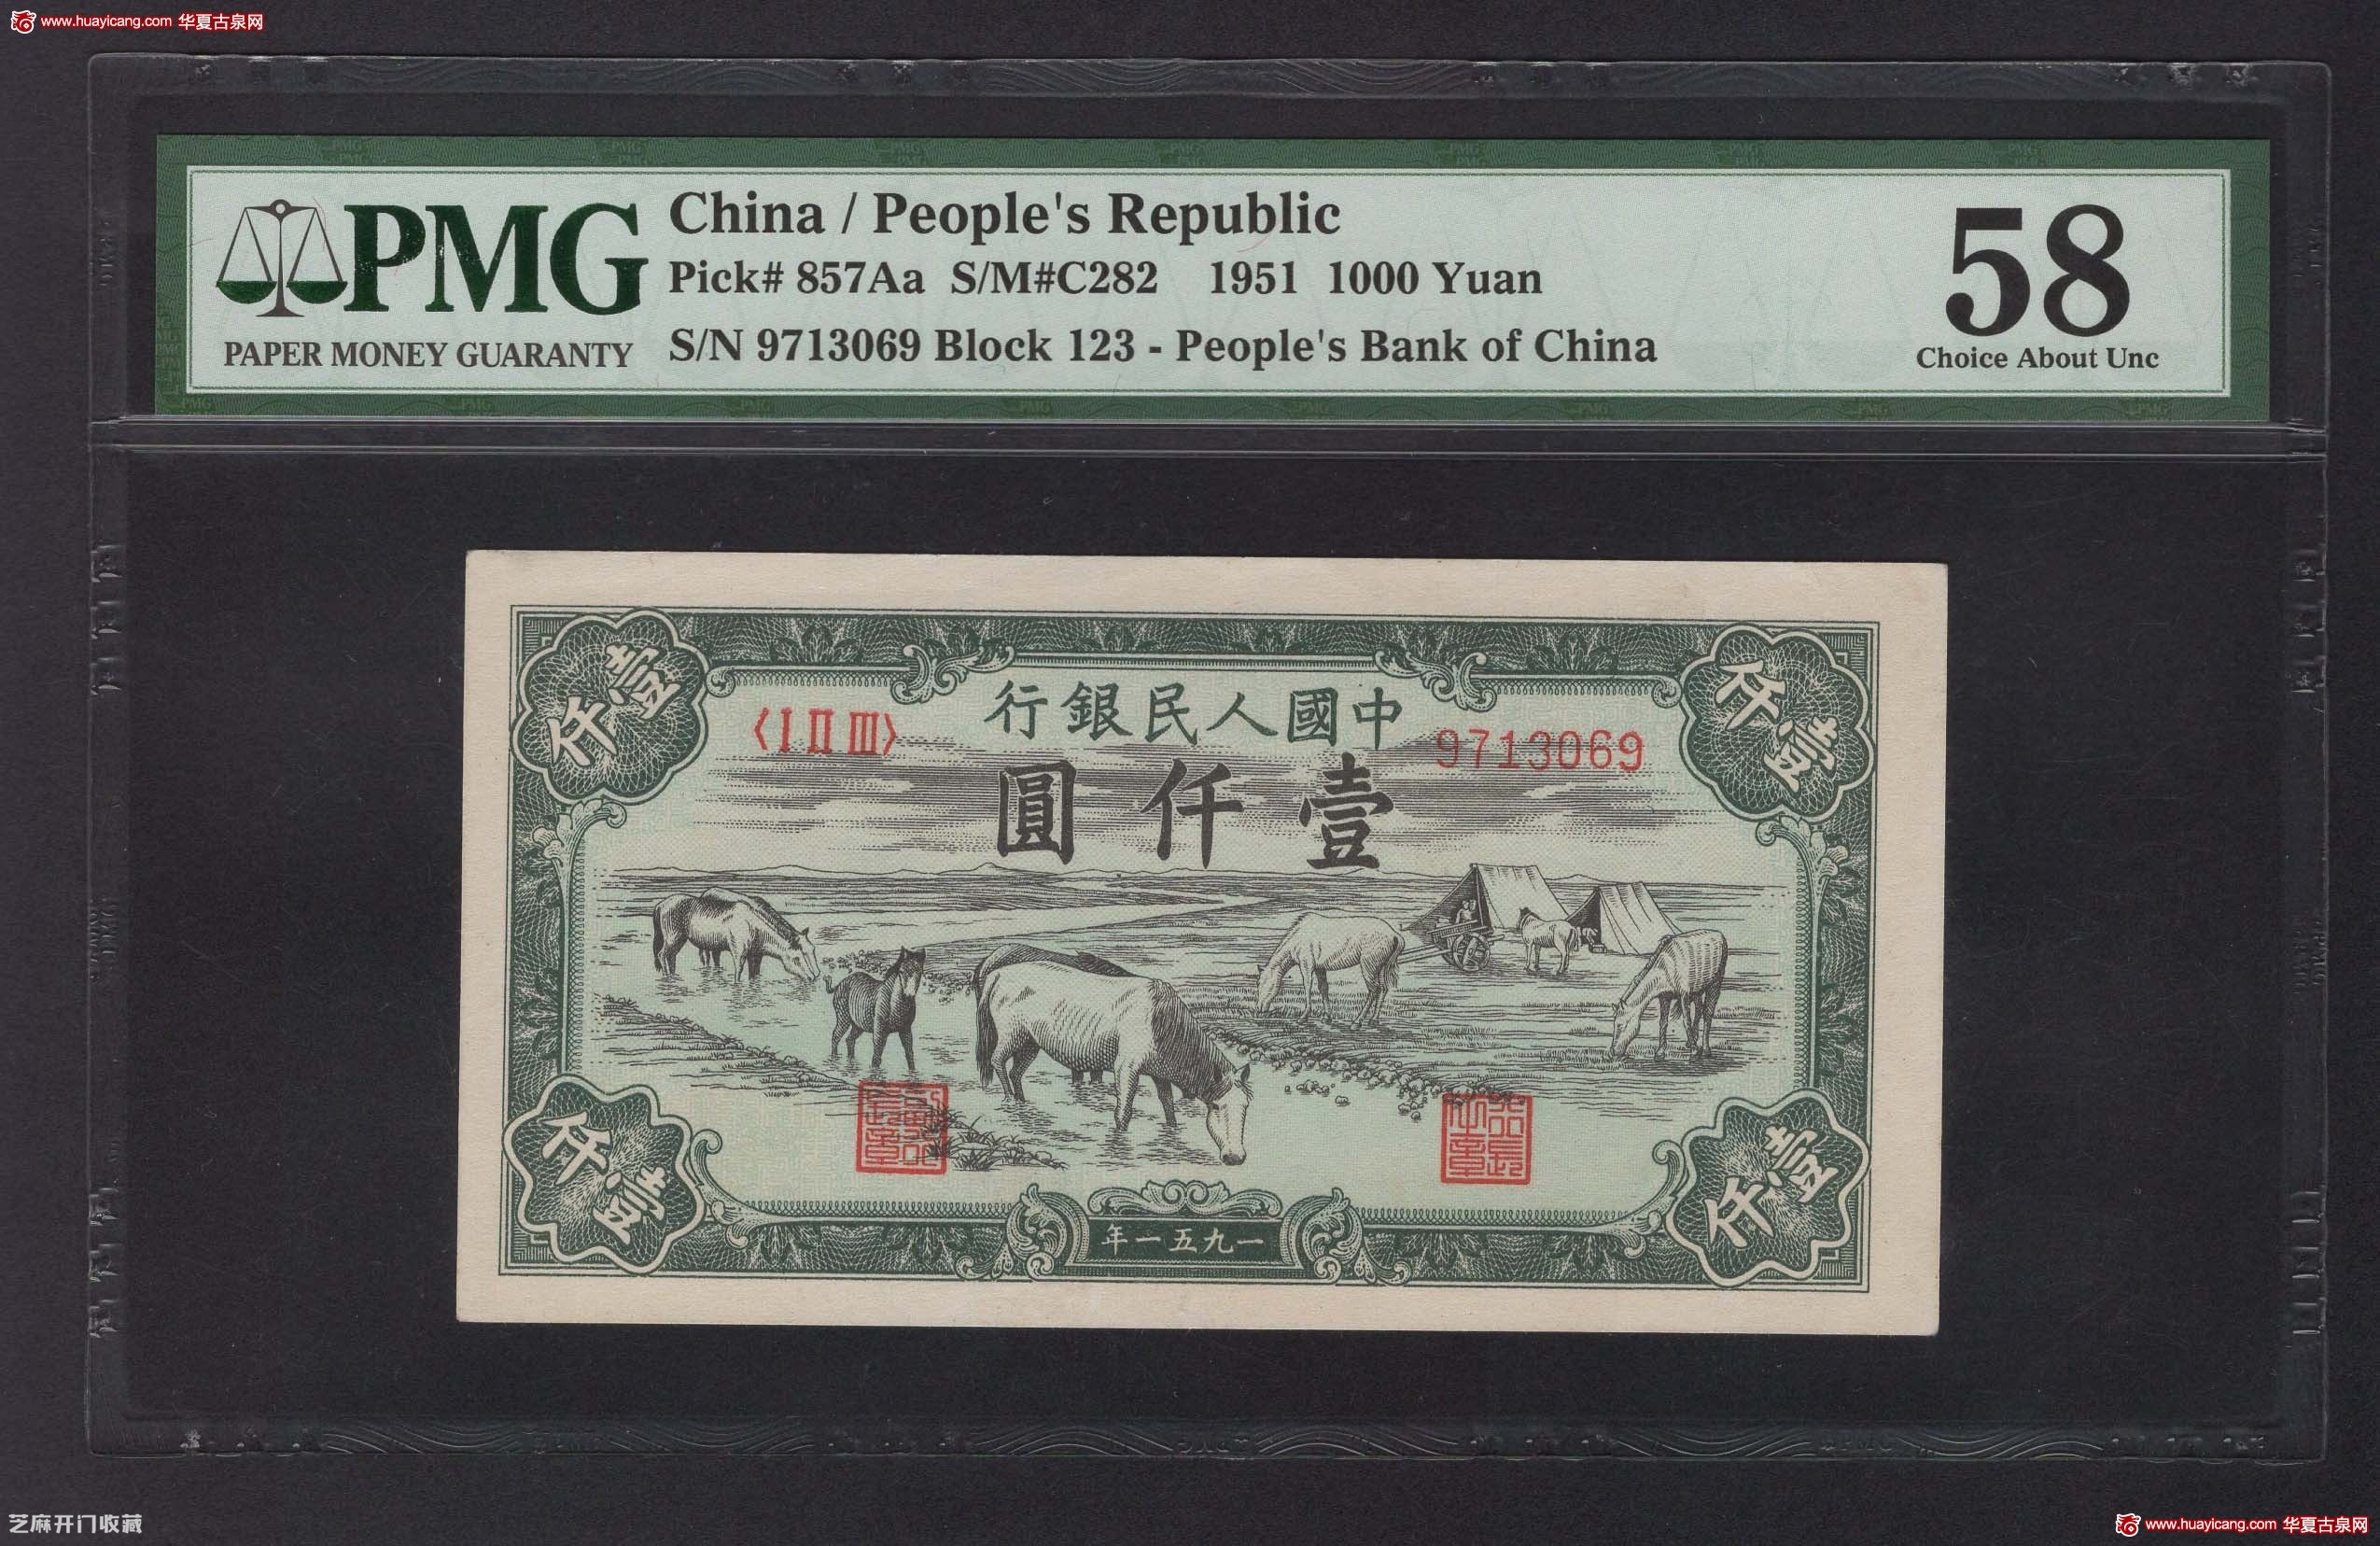 www.huayicang.com 华夏古泉网
PMG
PAPER MONEY GUARANTY
China / People's Republic
Pick# 857Aa S/M#C282 1951 1000 Yuan
S/N 9713069 Block 123 - People's Bank of China
58
Choice About Unc
壹仟
仟壹
行銀民人國中
〈I II III〉
9713069
圓仟壹
仟壹
壹仟
年一五九一
芝麻开门收藏
www.huayicang.com 华夏古泉网